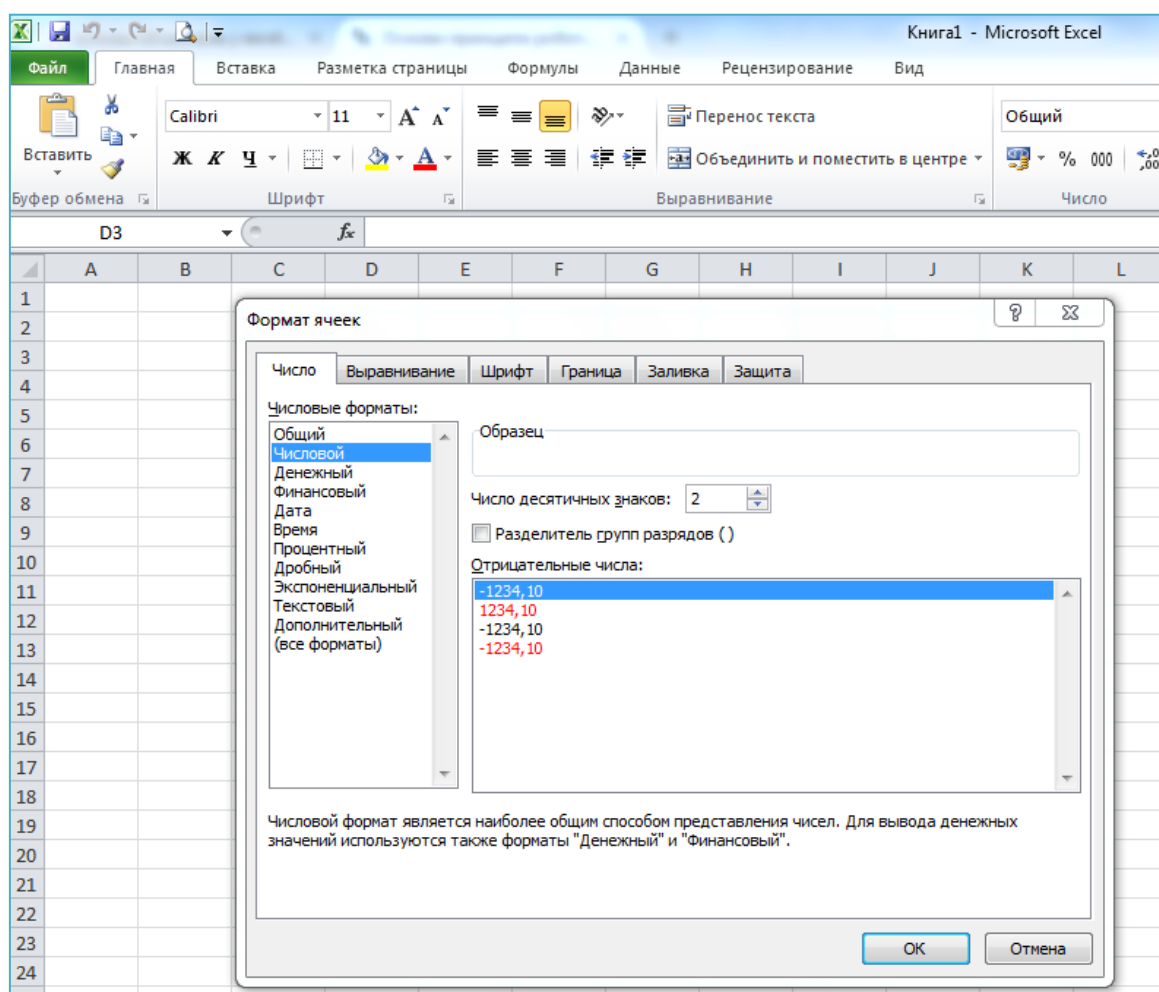 Книга1 - Microsoft Excel
Файл Главная Вставка Разметка страницы Формулы Данные Рецензирование Вид
Calibri 11 А А Перенос текста Общий
Вставить Ж К Ч А Объединить и поместить в центре % 000 ,00
Буфер обмена Шрифт Выравнивание Число
D3 fx
A B C D E F G H I J K L
1
2
3
4
5
6
7
8
9
10
11
12
13
14
15
16
17
18
19
20
21
22
23
24
Формат ячеек
Число Выравнивание Шрифт Граница Заливка Защита
Числовые форматы:
Общий
Числовой
Денежный
Финансовый
Дата
Время
Процентный
Дробный
Экспоненциальный
Текстовый
Дополнительный
(все форматы)
Образец
Число десятичных знаков: 2
Разделитель групп разрядов ( )
Отрицательные числа:
-1234,10
1234,10
-1234,10
-1234,10
Числовой формат является наиболее общим способом представления чисел. Для вывода денежных
значений используются также форматы "Денежный" и "Финансовый".
ОК Отмена